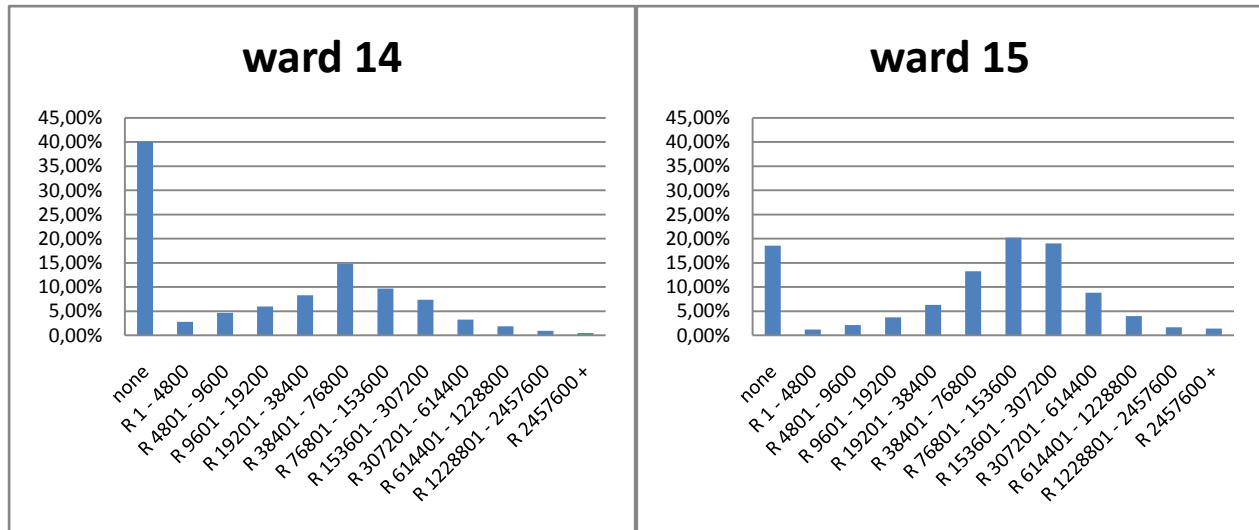 ward 14
45,00%
40,00%
35,00%
30,00%
25,00%
20,00%
15,00%
10,00%
5,00%
0,00%
none
R 1 - 4800
R 4801 - 9600
R 9601 - 19200
R 19201 - 38400
R 38401 - 76800
R 76801 - 153600
R 153601 - 307200
R 307201 - 614400
R 614401 - 1228800
R 1228801 - 2457600
R 2457600 +
ward 15
45,00%
40,00%
35,00%
30,00%
25,00%
20,00%
15,00%
10,00%
5,00%
0,00%
none
R 1 - 4800
R 4801 - 9600
R 9601 - 19200
R 19201 - 38400
R 38401 - 76800
R 76801 - 153600
R 153601 - 307200
R 307201 - 614400
R 614401 - 1228800
R 1228801 - 2457600
R 2457600 +